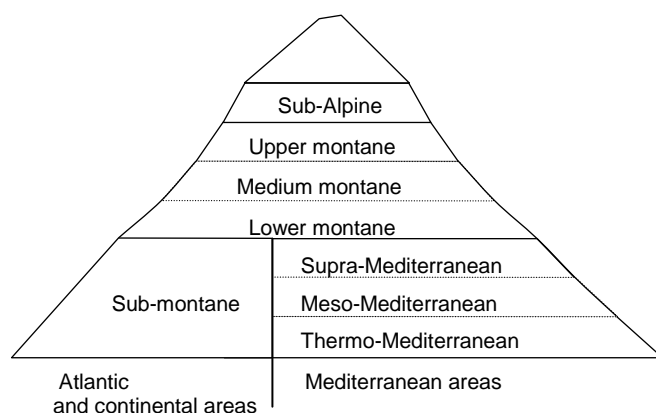 Sub-Alpine
Upper montane
Medium montane
Lower montane
Supra-Mediterranean
Sub-montane
Meso-Mediterranean
Thermo-Mediterranean
Atlantic
and continental areas
Mediterranean areas